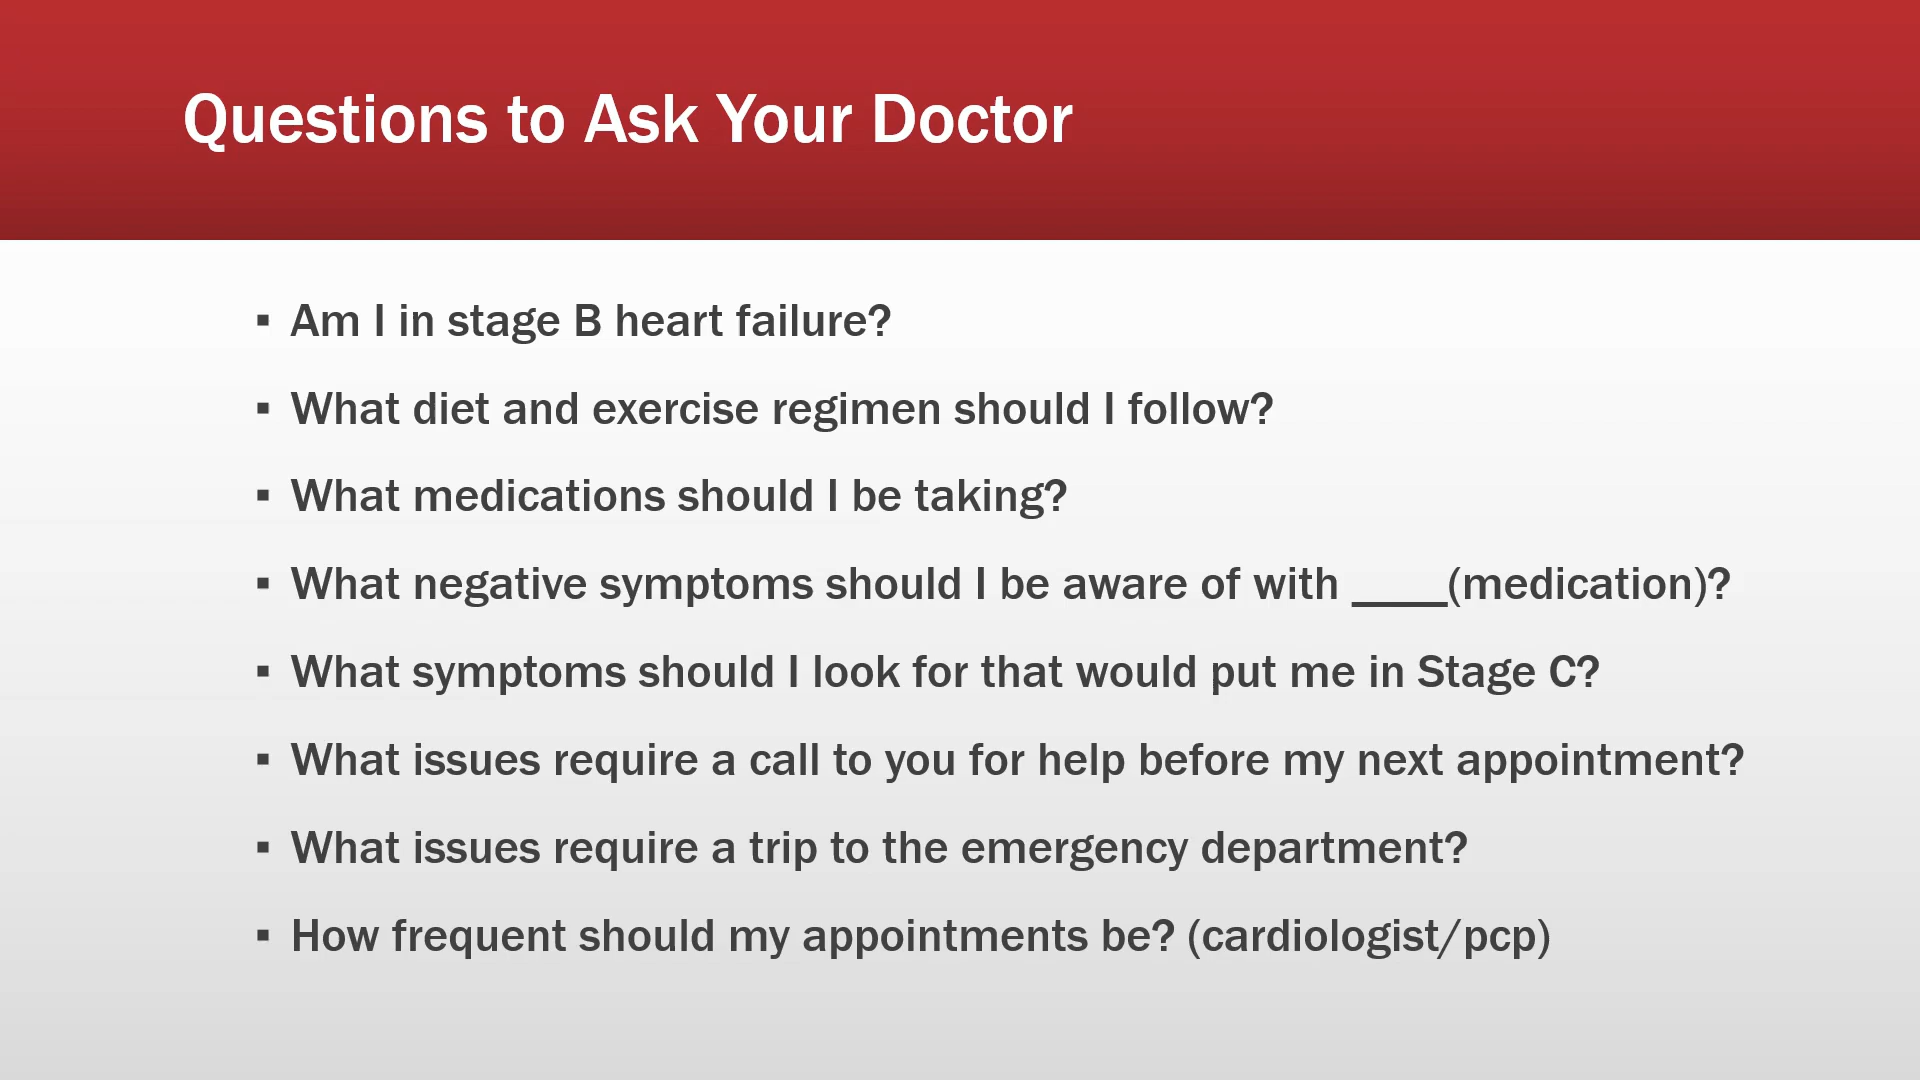 Questions to Ask Your Doctor
▪ Am I in stage B heart failure?
▪ What diet and exercise regimen should I follow?
▪ What medications should I be taking?
▪ What negative symptoms should I be aware of with ____(medication)?
▪ What symptoms should I look for that would put me in Stage C?
▪ What issues require a call to you for help before my next appointment?
▪ What issues require a trip to the emergency department?
▪ How frequent should my appointments be? (cardiologist/pcp)